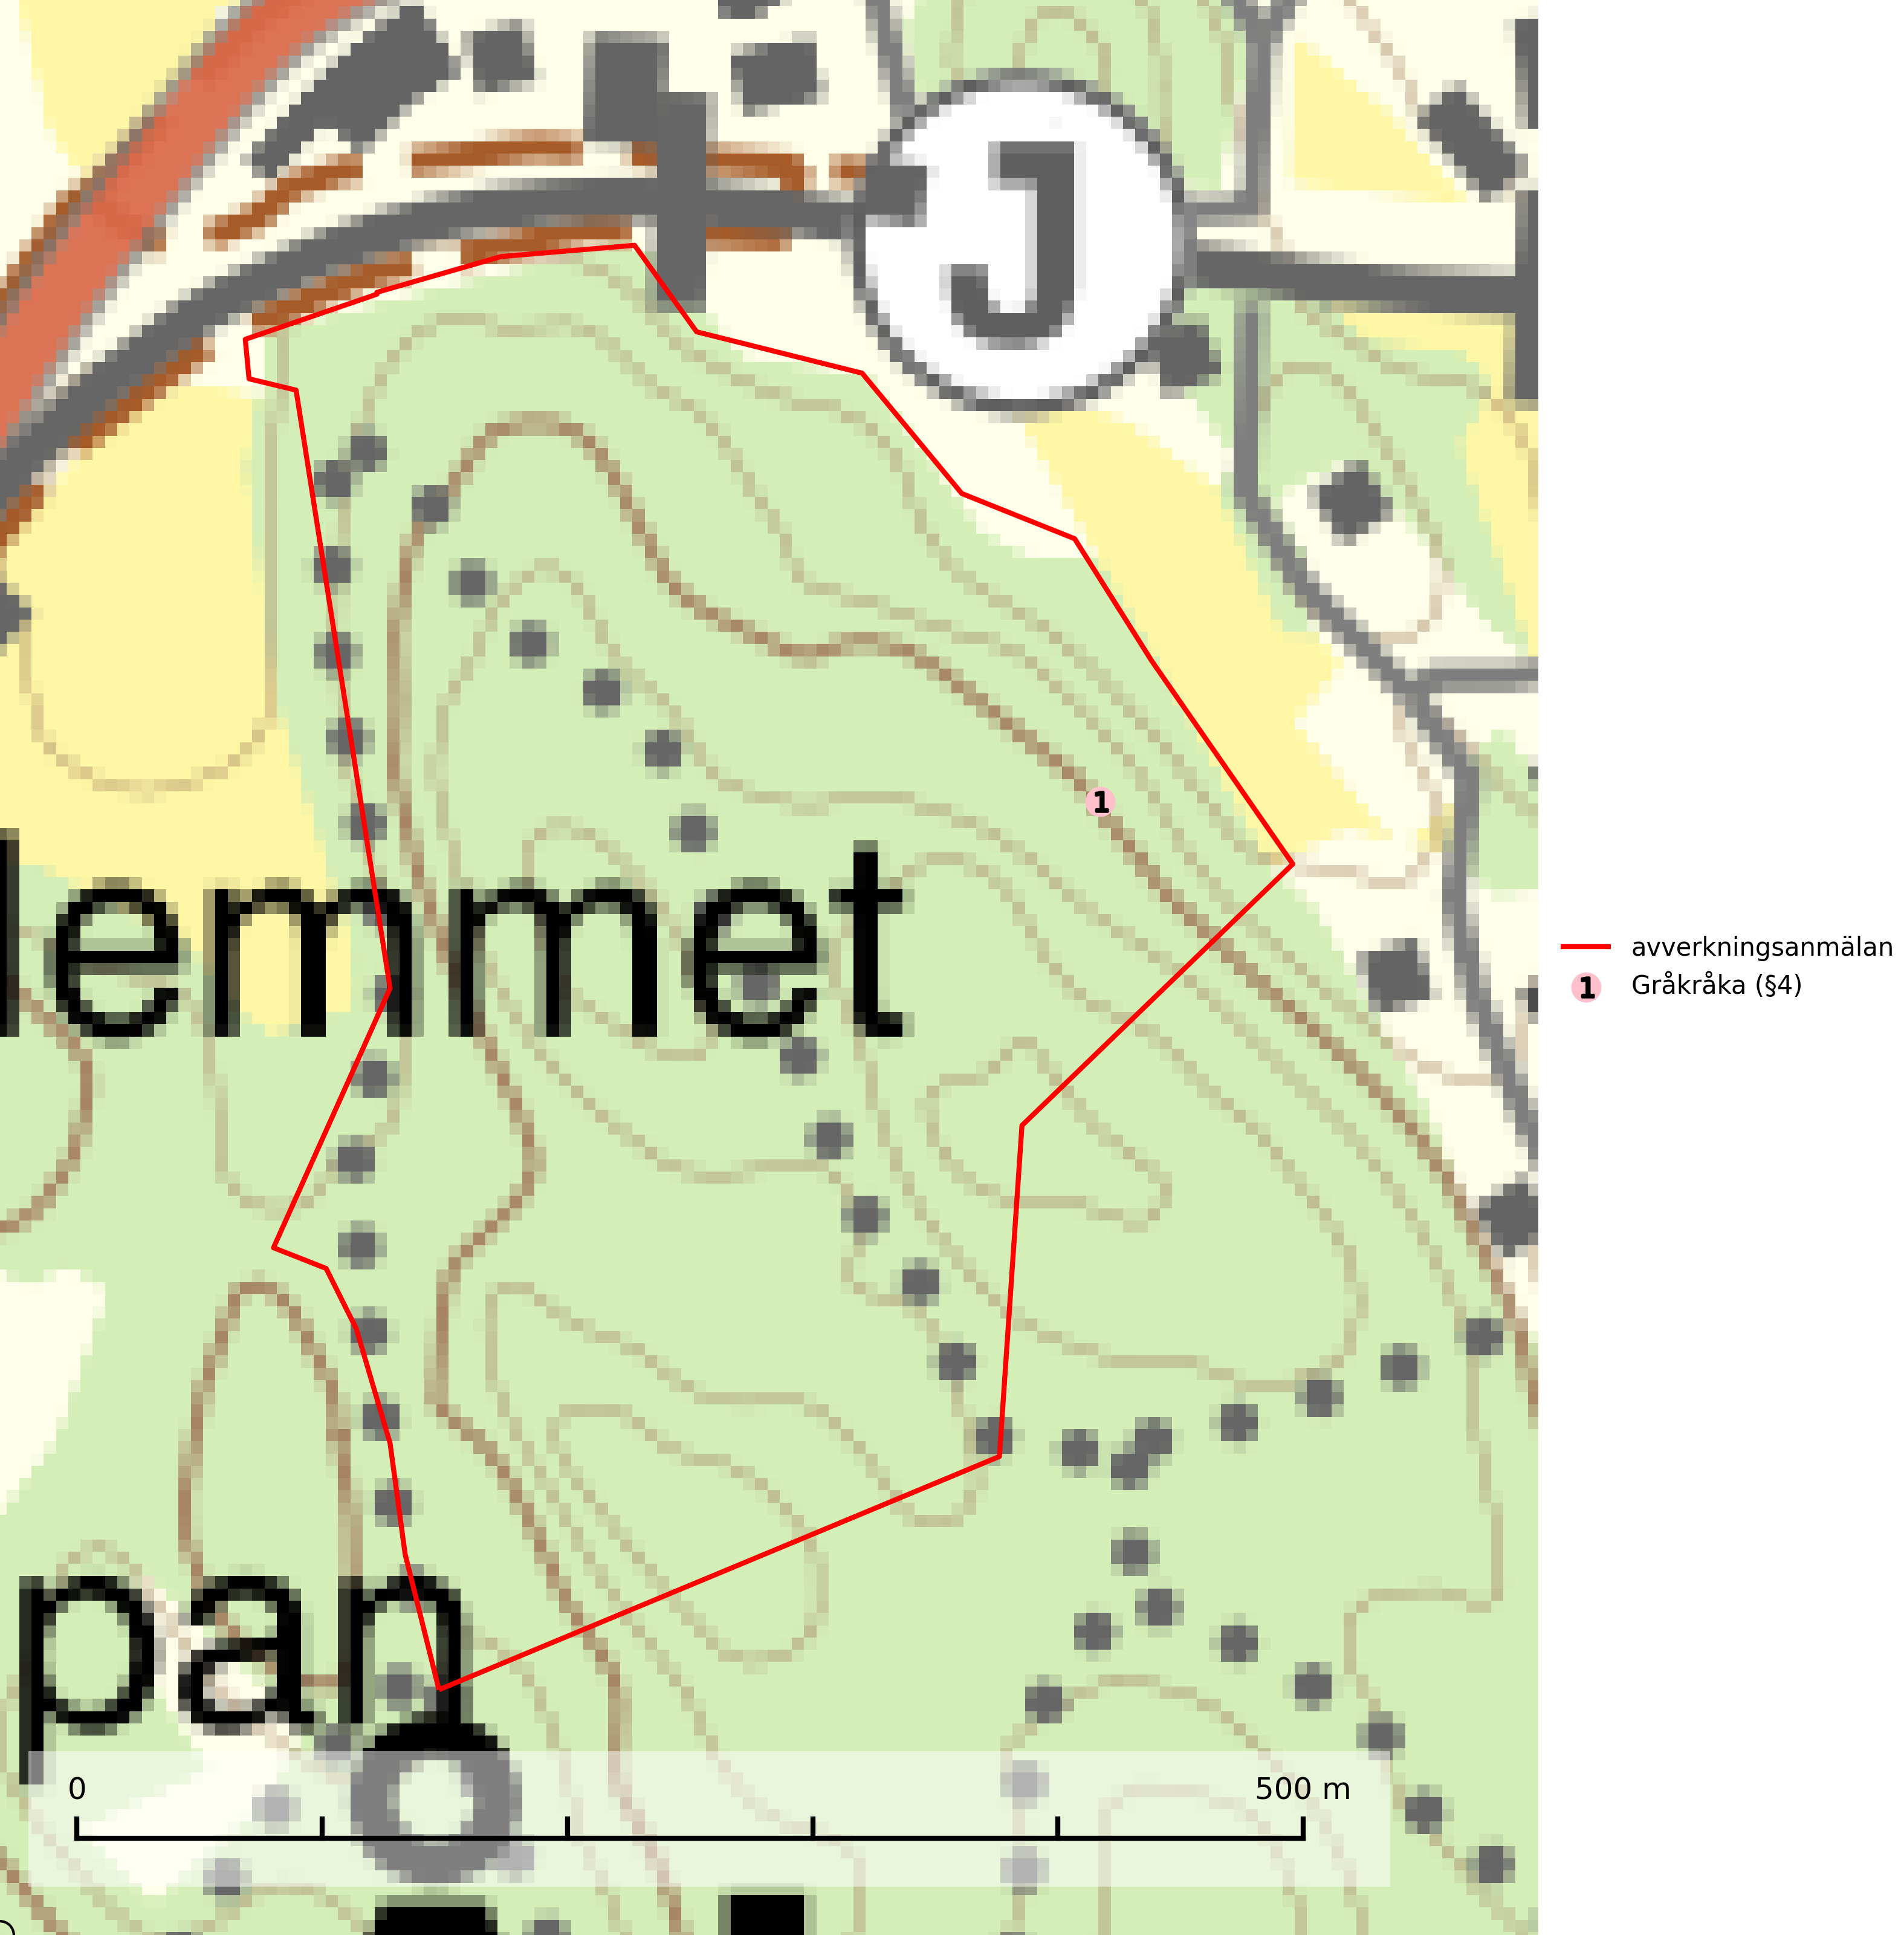 J
1
lemmet
avverkningsanmälan
1 Gråkråka (§4)
pan
0 500 m